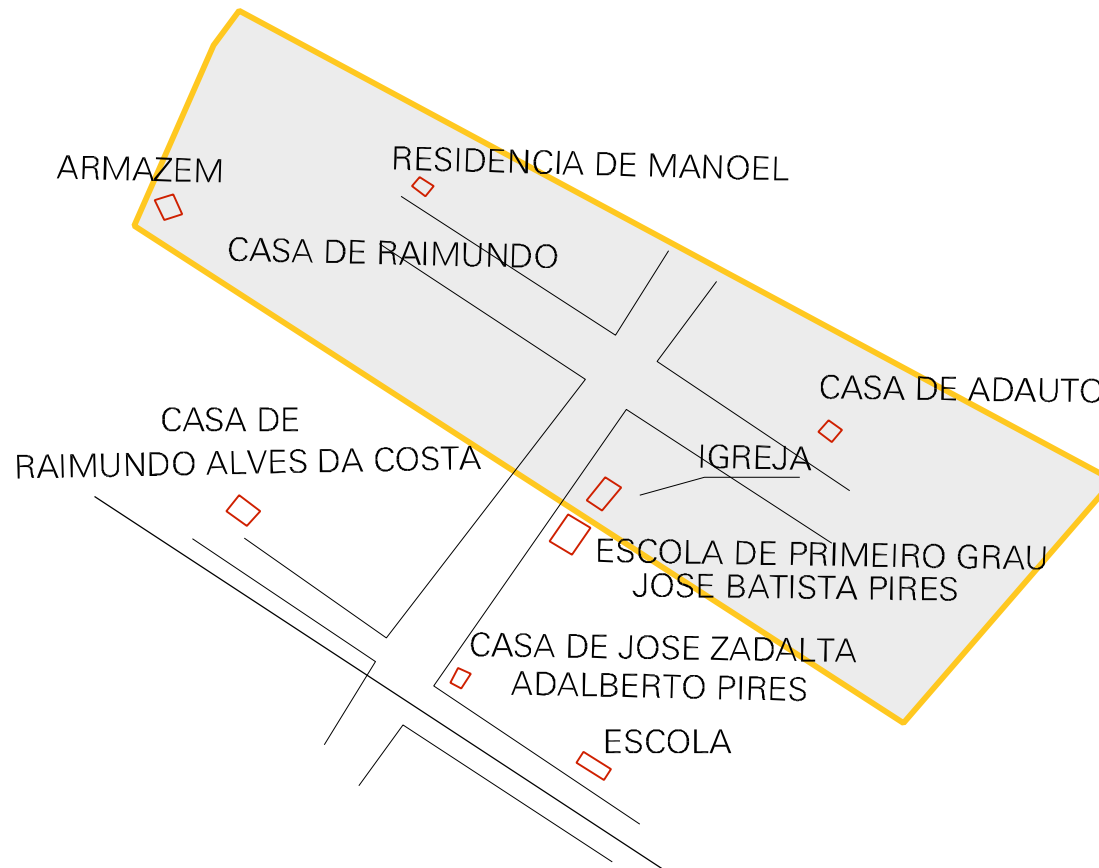 ARMAZEM
RESIDENCIA DE MANOEL
CASA DE RAIMUNDO
CASA DE ADAUTO
CASA DE
RAIMUNDO ALVES DA COSTA
IGREJA
ESCOLA DE PRIMEIRO GRAU
JOSE BATISTA PIRES
CASA DE JOSE ZADALTA
ADALBERTO PIRES
ESCOLA